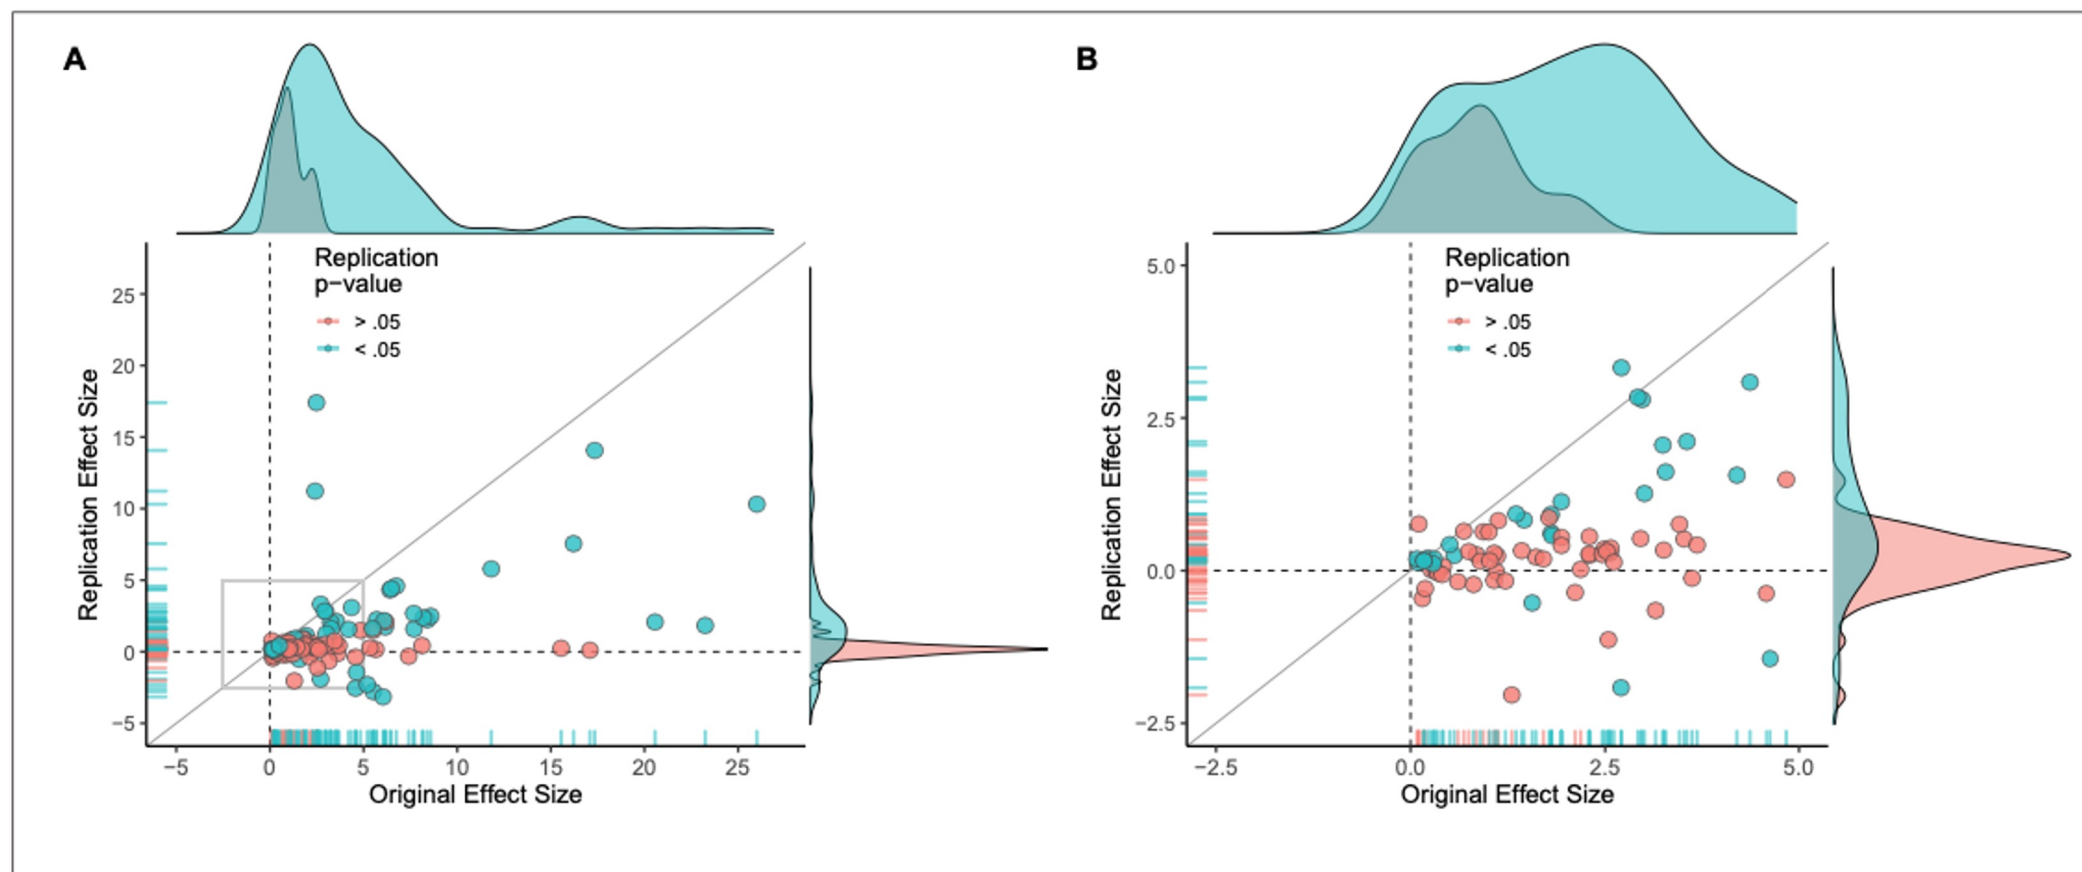 A
Replication
p−value
> .05
< .05
Replication Effect Size
25
20
15
10
5
0
−5
−5 0 5 10 15 20 25
Original Effect Size
B
Replication
p−value
> .05
< .05
Replication Effect Size
5.0
2.5
0.0
−2.5
−2.5 0.0 2.5 5.0
Original Effect Size